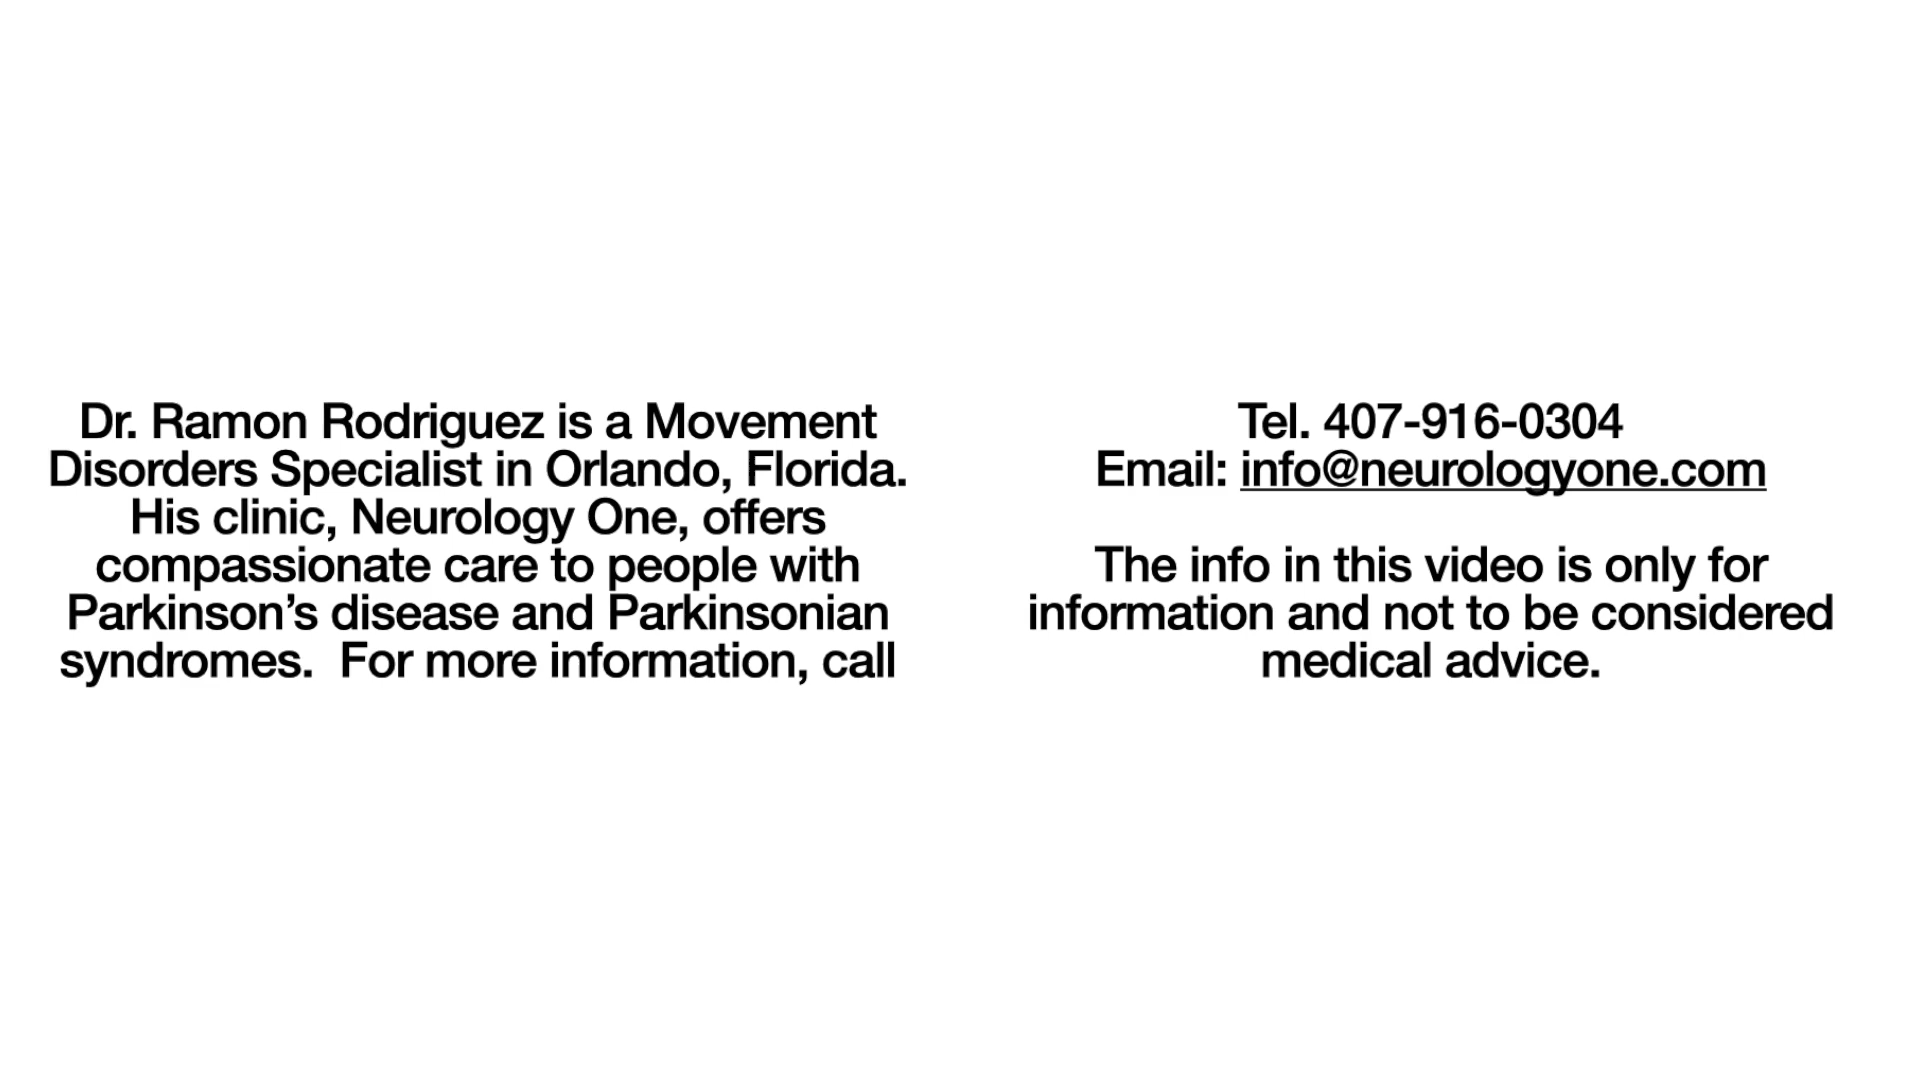 Dr. Ramon Rodriguez is a Movement
Disorders Specialist in Orlando, Florida.
His clinic, Neurology One, offers
compassionate care to people with
Parkinson’s disease and Parkinsonian
syndromes.  For more information, call
Tel. 407-916-0304
Email: info@neurologyone.com
The info in this video is only for
information and not to be considered
medical advice.